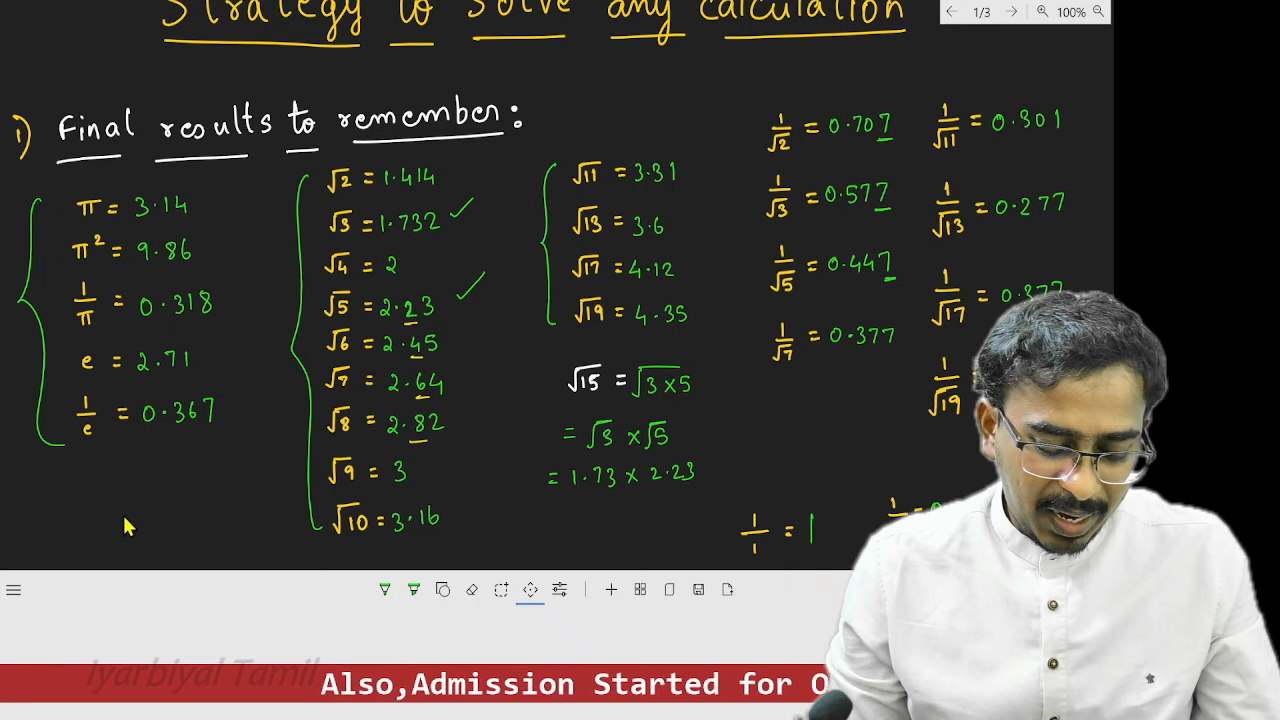 Strategy to solve any calculation
1/3 100%
1) Final results to remember:
π = 3.14
π² = 9.86
1/π = 0.318
e = 2.71
1/e = 0.367
√2 = 1.414
√3 = 1.732
√4 = 2
√5 = 2.23
√6 = 2.45
√7 = 2.64
√8 = 2.82
√9 = 3
√10 = 3.16
√11 = 3.31
√13 = 3.6
√17 = 4.12
√19 = 4.35
√15 = √3×5
= √3 × √5
= 1.73 × 2.23
1/√2 = 0.707
1/√3 = 0.577
1/√5 = 0.447
1/√7 = 0.377
1/√11 = 0.301
1/√13 = 0.277
1/√17 = 0.377
1/√19
1/1 = 1
Iyarbiyal Tamil
Also,Admission Started for O